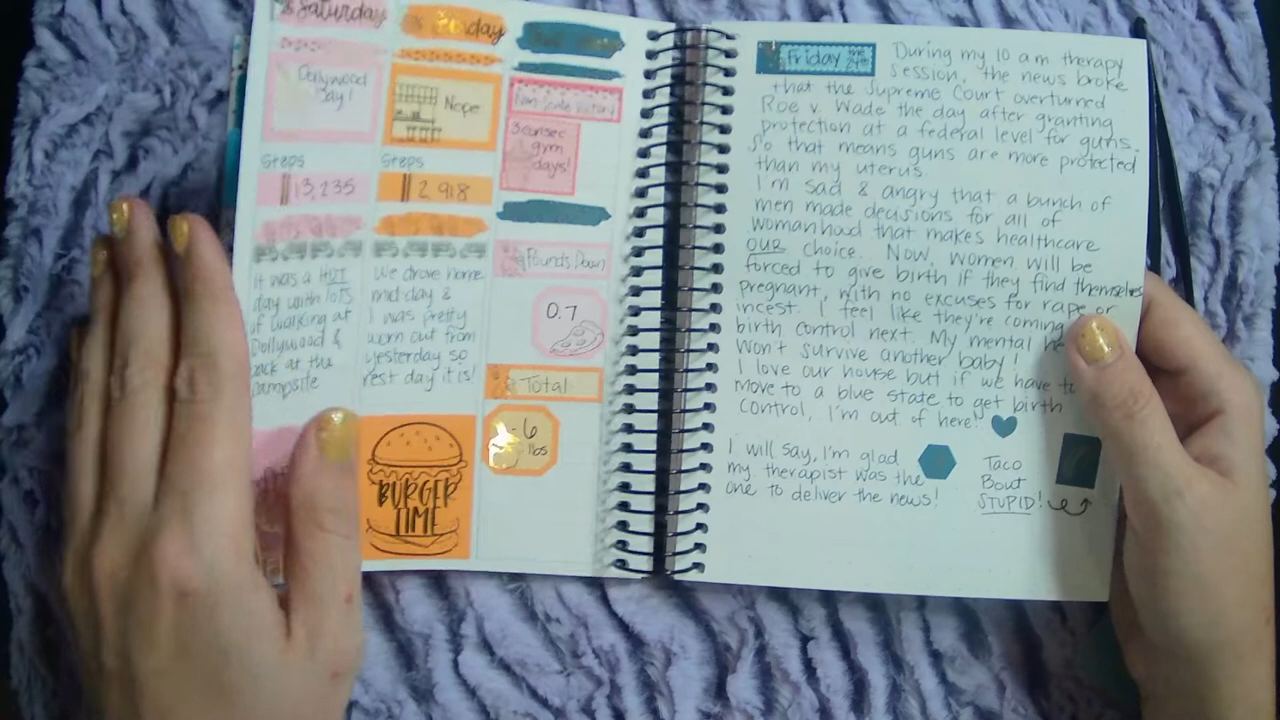 Saturday
Dollywood
Day!
Steps
13,235
It was a HOT
day with lots
of walking at
Dollywood &
back at the
campsite
Nope
Steps
2,918
We drove home
mid-day &
I was pretty
worn out from
yesterday so
rest day it is!
BURGER
TIME
Non-Scale Victory
3 consec
gym
days!
Pounds Down
0.7
Total
-6
lbs
Friday
During my 10 am therapy
session, the news broke
that the Supreme Court overturned
Roe v. Wade the day after granting
protection at a federal level for guns.
So that means guns are more protected
than my uterus.
I'm sad & angry that a bunch of
men made decisions for all of
womanhood that makes healthcare
OUR choice. Now, women will be
forced to give birth if they find themselves
pregnant, with no excuses for rape or
incest. I feel like they're coming
birth control next. My mental
won't survive another baby!
I love our house but if we have to
move to a blue state to get birth
control, I'm out of here!
I will say, I'm glad
my therapist was the
one to deliver the news!
Taco
Bout
STUPID!